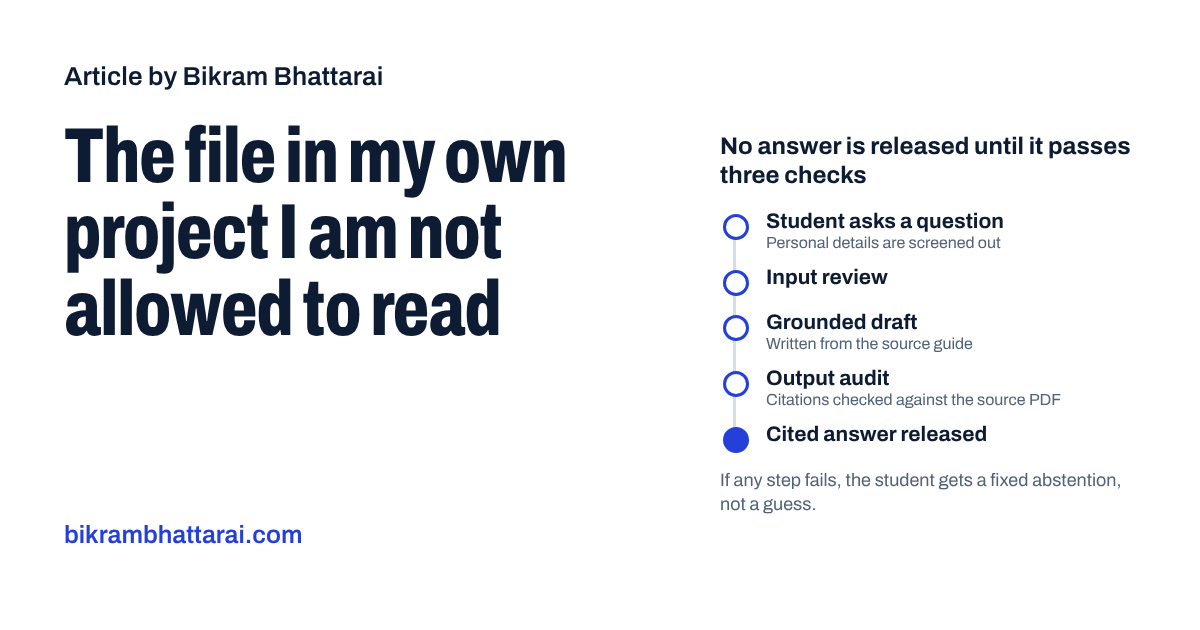 Article by Bikram Bhattarai
The file in my own
project I am not
allowed to read
bikrambhattarai.com
No answer is released until it passes
three checks
Student asks a question
Personal details are screened out
Input review
Grounded draft
Written from the source guide
Output audit
Citations checked against the source PDF
Cited answer released
If any step fails, the student gets a fixed abstention,
not a guess.